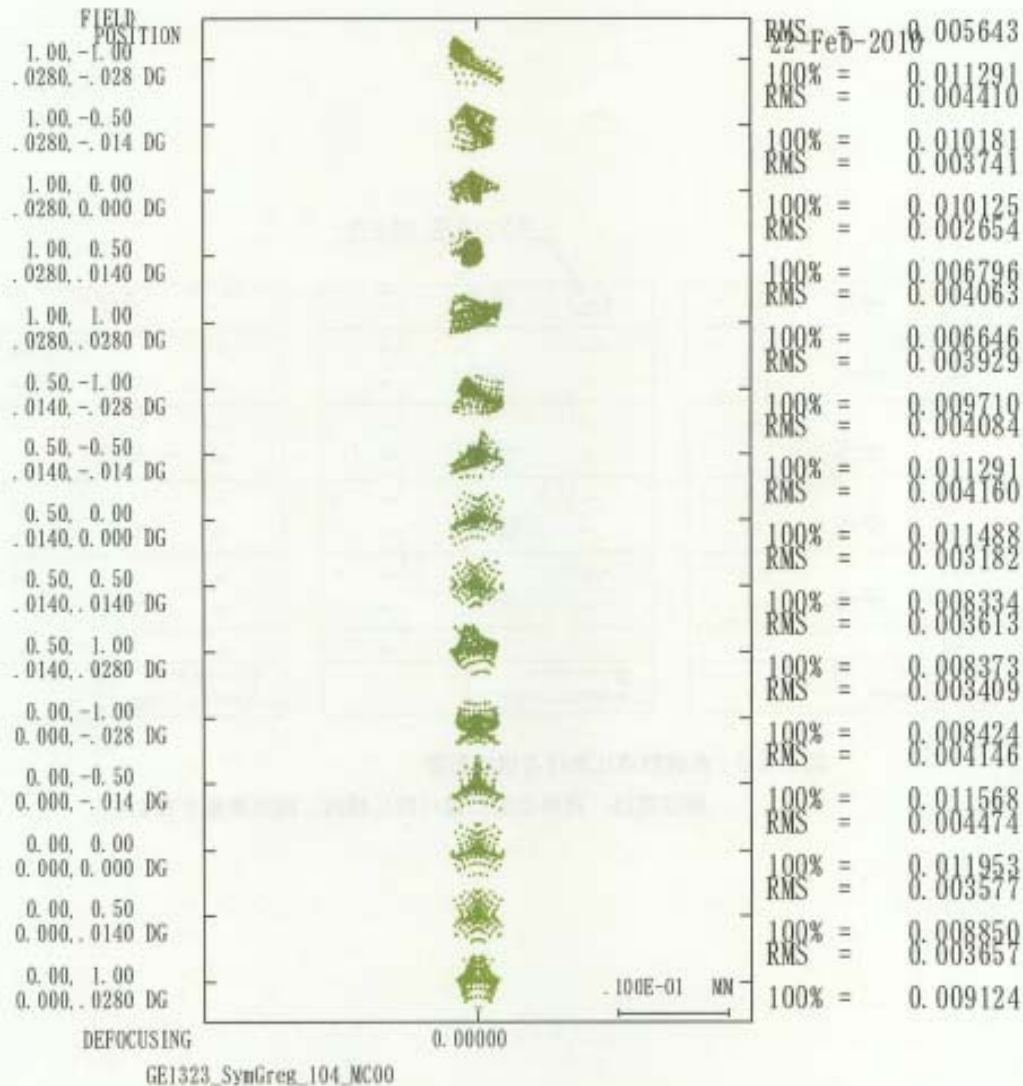 FIELD
POSITION
1.00,-1.00
.0280,-.028 DG
1.00,-0.50
.0280,-.014 DG
1.00, 0.00
.0280,0.000 DG
1.00, 0.50
.0280,.0140 DG
1.00, 1.00
.0280,.0280 DG
0.50,-1.00
.0140,-.028 DG
0.50,-0.50
.0140,-.014 DG
0.50, 0.00
.0140,0.000 DG
0.50, 0.50
.0140,.0140 DG
0.50, 1.00
.0140,.0280 DG
0.00,-1.00
0.000,-.028 DG
0.00,-0.50
0.000,-.014 DG
0.00, 0.00
0.000,0.000 DG
0.00, 0.50
0.000,.0140 DG
0.00, 1.00
0.000,.0280 DG
DEFOCUSING 0.00000
.100E-01 MM
RMS = 0.005643
22-Feb-2010
100% = 0.011291
RMS = 0.004410
100% = 0.010181
RMS = 0.003741
100% = 0.010125
RMS = 0.002654
100% = 0.006796
RMS = 0.004063
100% = 0.006646
RMS = 0.003929
100% = 0.009710
RMS = 0.004084
100% = 0.011291
RMS = 0.004160
100% = 0.011488
RMS = 0.003182
100% = 0.008334
RMS = 0.003613
100% = 0.008373
RMS = 0.003409
100% = 0.008424
RMS = 0.004146
100% = 0.011568
RMS = 0.004474
100% = 0.011953
RMS = 0.003577
100% = 0.008850
RMS = 0.003657
100% = 0.009124
GE1323_SymGreg_104_MC00